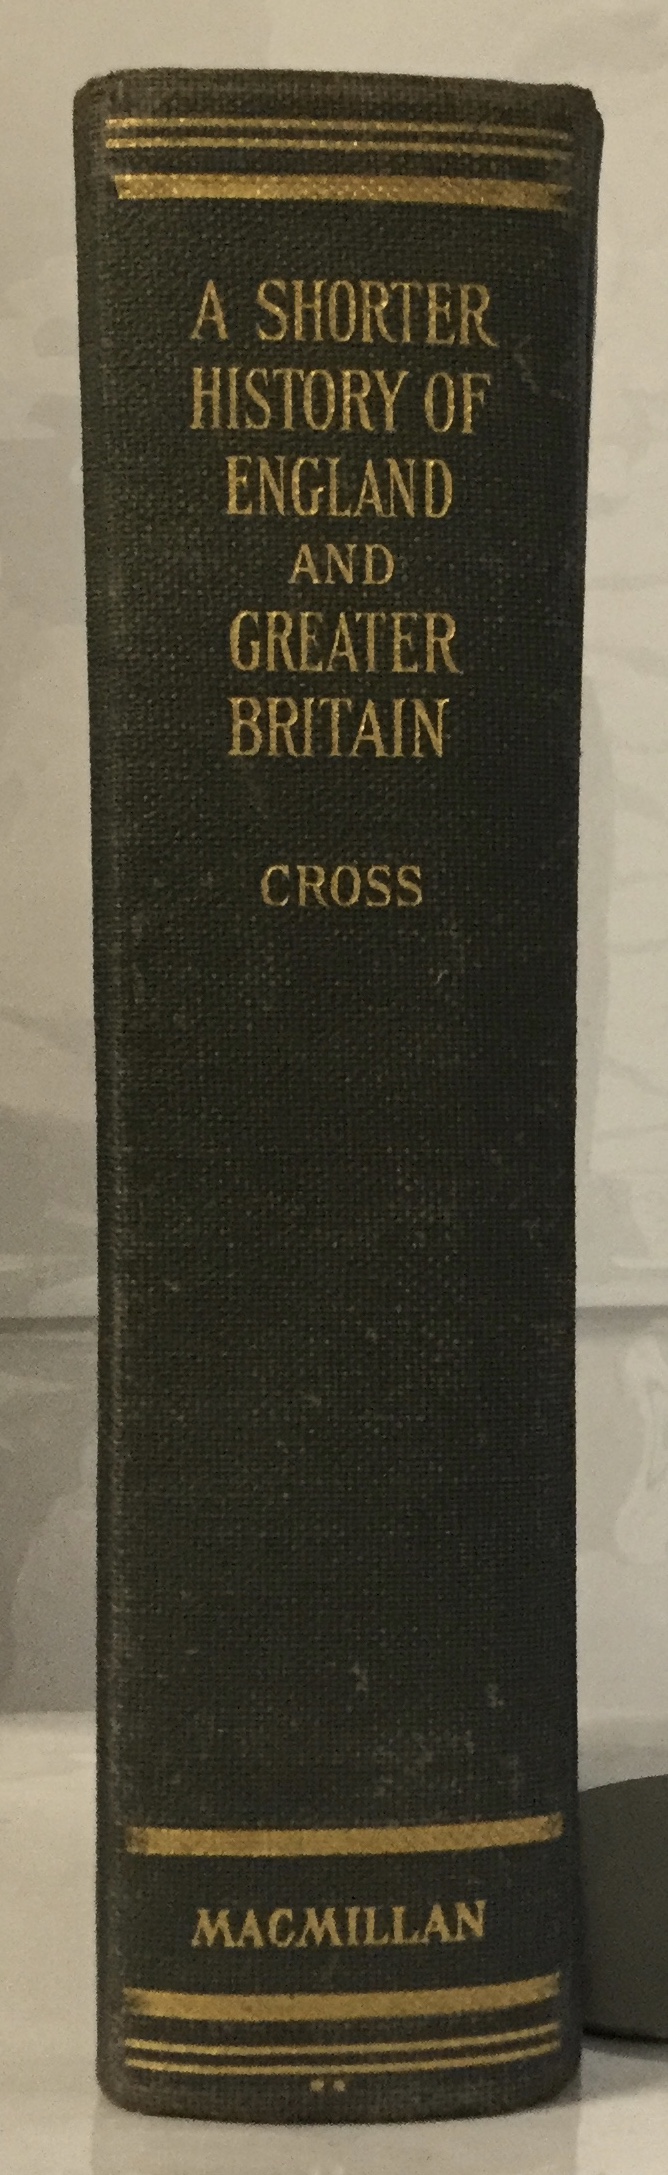 A SHORTER
HISTORY OF
ENGLAND
AND
GREATER
BRITAIN
CROSS
MACMILLAN